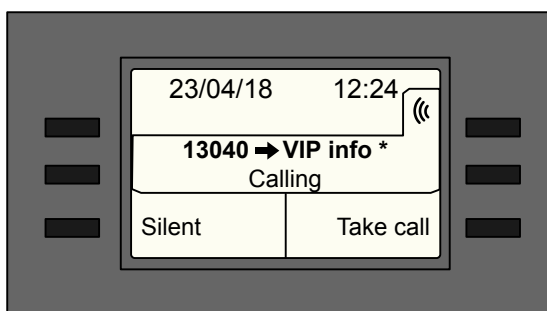 23/04/18 12:24
13040 → VIP info *
Calling
Silent Take call